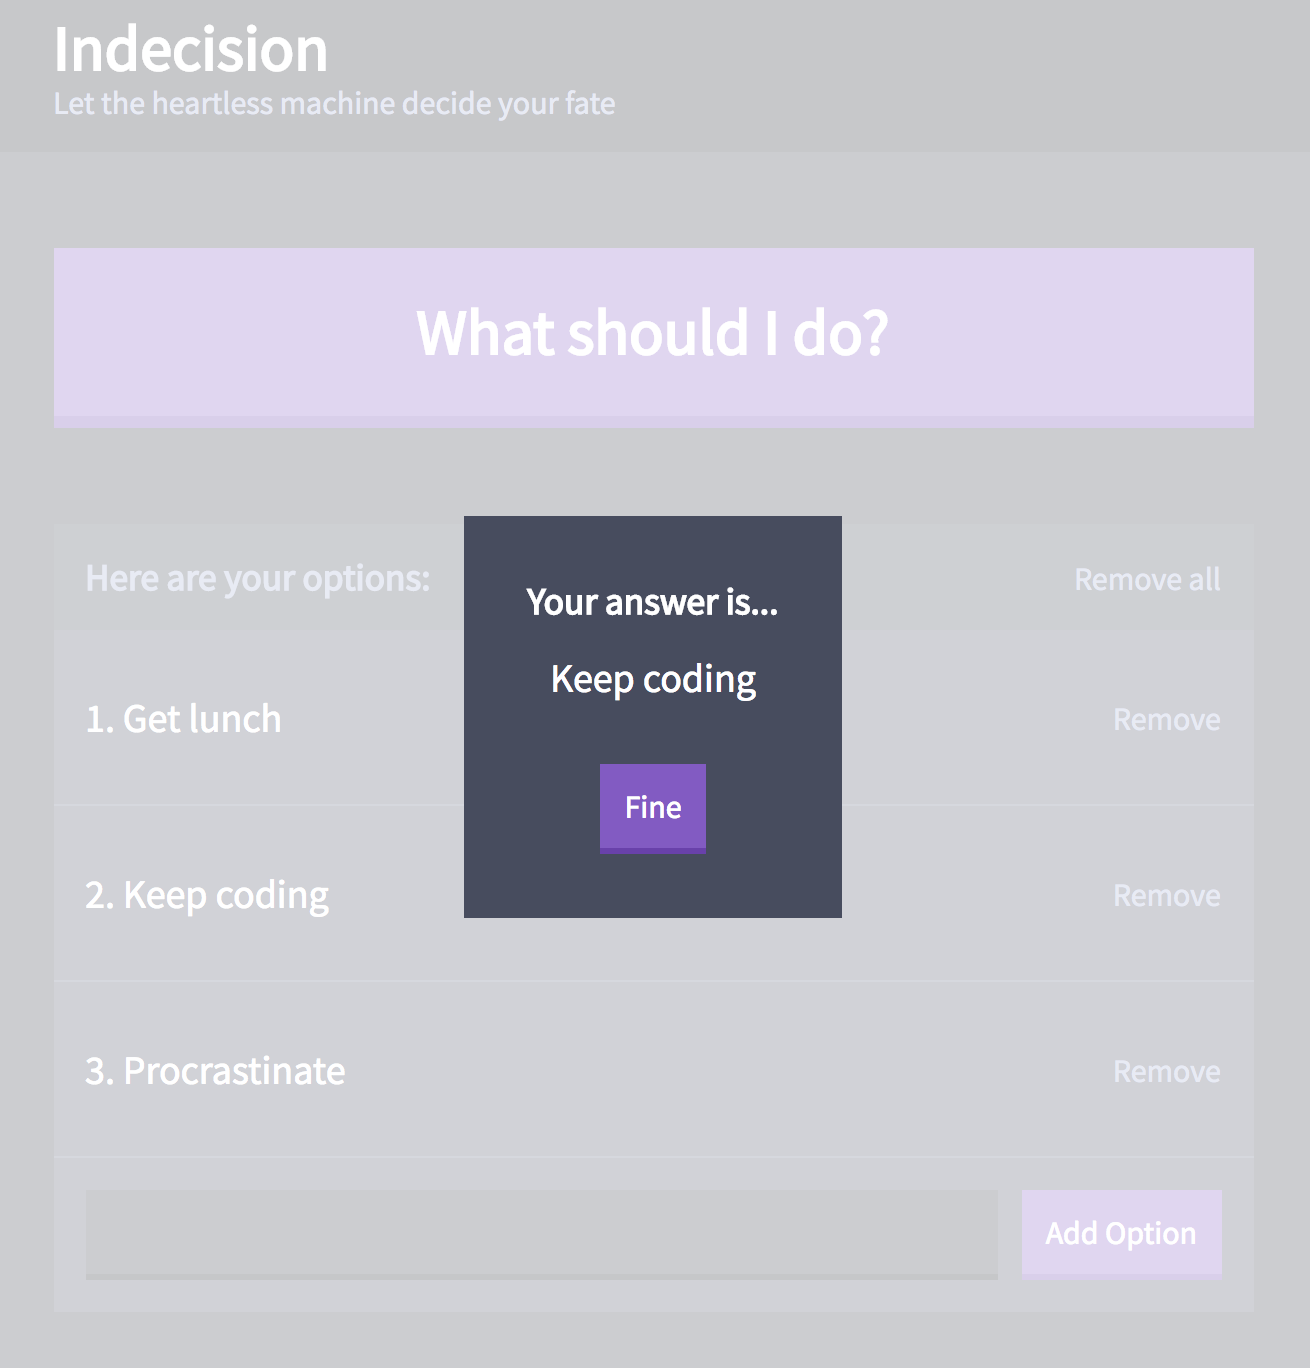 Indecision
Let the heartless machine decide your fate
What should I do?
Here are your options:
Remove all
Your answer is...
Keep coding
Fine
1. Get lunch
Remove
2. Keep coding
Remove
3. Procrastinate
Remove
Add Option